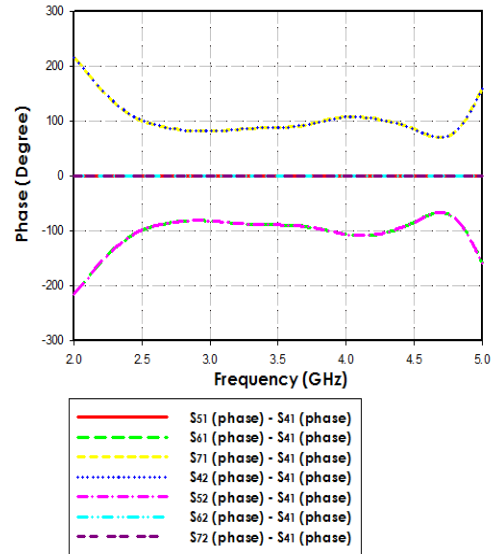 300
200
100
0
-100
-200
-300
Phase (Degree)
2.0 2.5 3.0 3.5 4.0 4.5 5.0
Frequency (GHz)
S51 (phase) - S41 (phase)
S61 (phase) - S41 (phase)
S71 (phase) - S41 (phase)
S42 (phase) - S41 (phase)
S52 (phase) - S41 (phase)
S62 (phase) - S41 (phase)
S72 (phase) - S41 (phase)